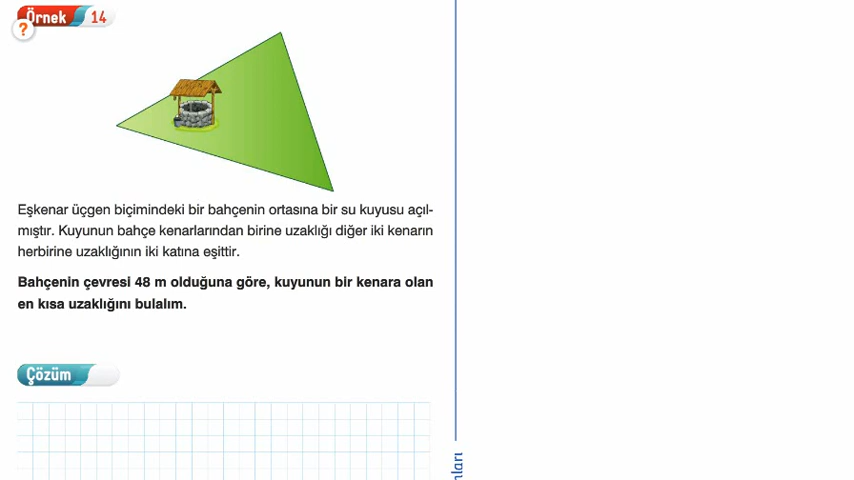 Örnek 14
?
Eşkenar üçgen biçimindeki bir bahçenin ortasına bir su kuyusu açıl-
mıştır. Kuyunun bahçe kenarlarından birine uzaklığı diğer iki kenarın
herbirine uzaklığının iki katına eşittir.
Bahçenin çevresi 48 m olduğuna göre, kuyunun bir kenara olan
en kısa uzaklığını bulalım.
Çözüm